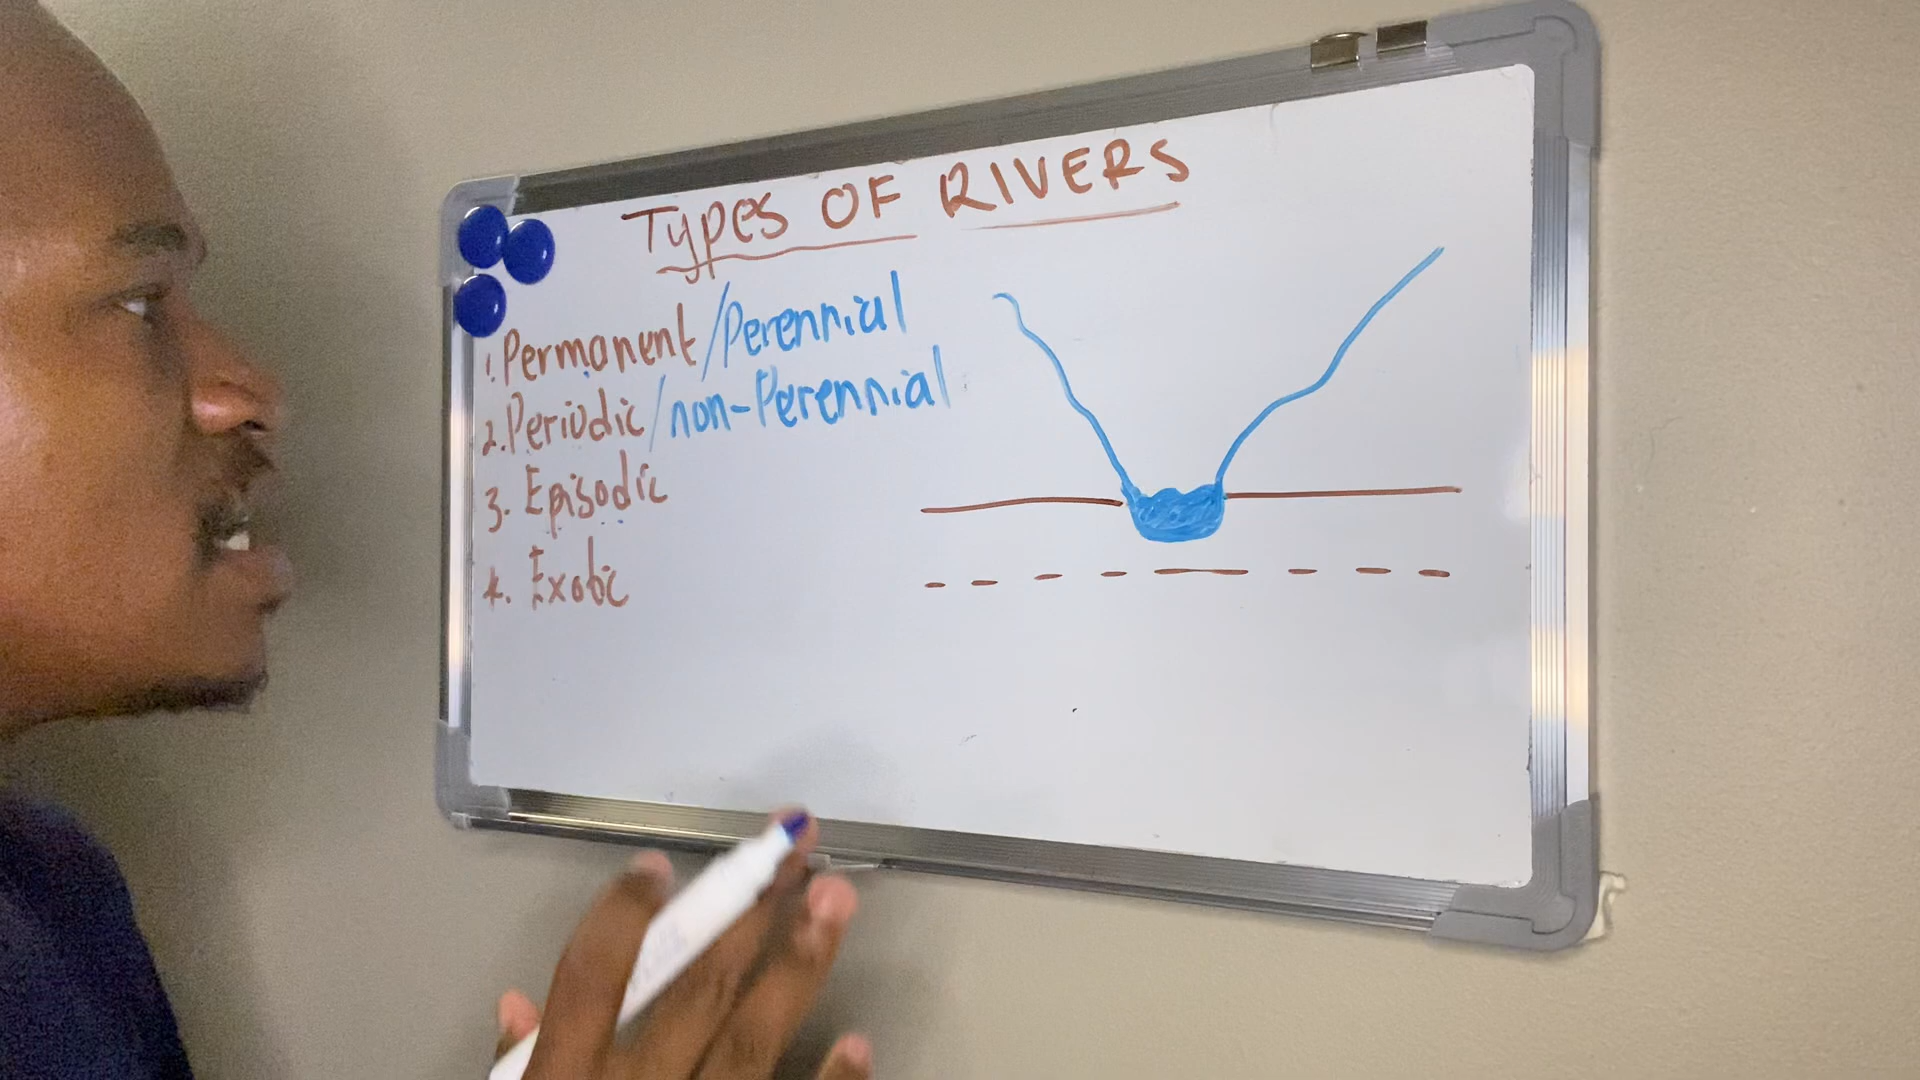 Types OF RIVERS
1. Permanent/Perennial
2. Periodic/non-Perennial
3. Episodic
4. Exotic